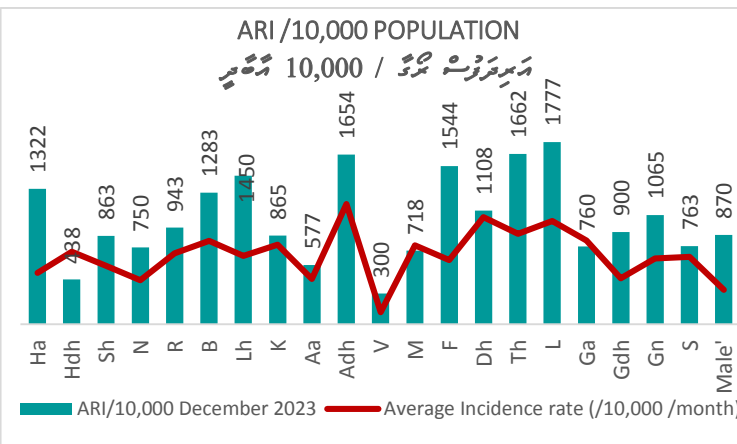 ARI /10,000 POPULATION
އަރިދަފުސް ރޯގާ / 10,000 އާބާދީ
1322
438
863
750
943
1283
1450
865
577
1654
300
718
1544
1108
1662
1777
760
900
1065
763
870
Ha
Hdh
Sh
N
R
B
Lh
K
Aa
Adh
V
M
F
Dh
Th
L
Ga
Gdh
Gn
S
Male'
ARI/10,000 December 2023
Average Incidence rate (/10,000 /month)